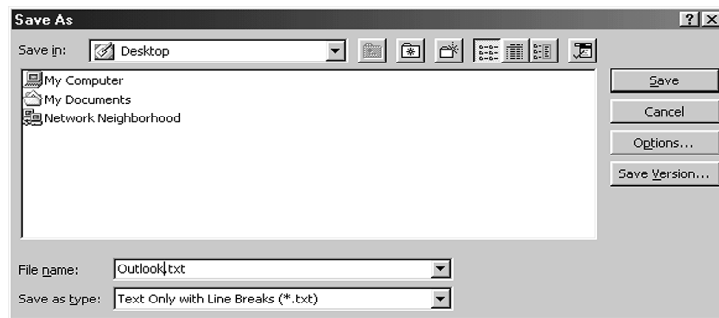 Save As
Save in: Desktop
My Computer
My Documents
Network Neighborhood
Save
Cancel
Options...
Save Version...
File name: Outlook.txt
Save as type: Text Only with Line Breaks (*.txt)